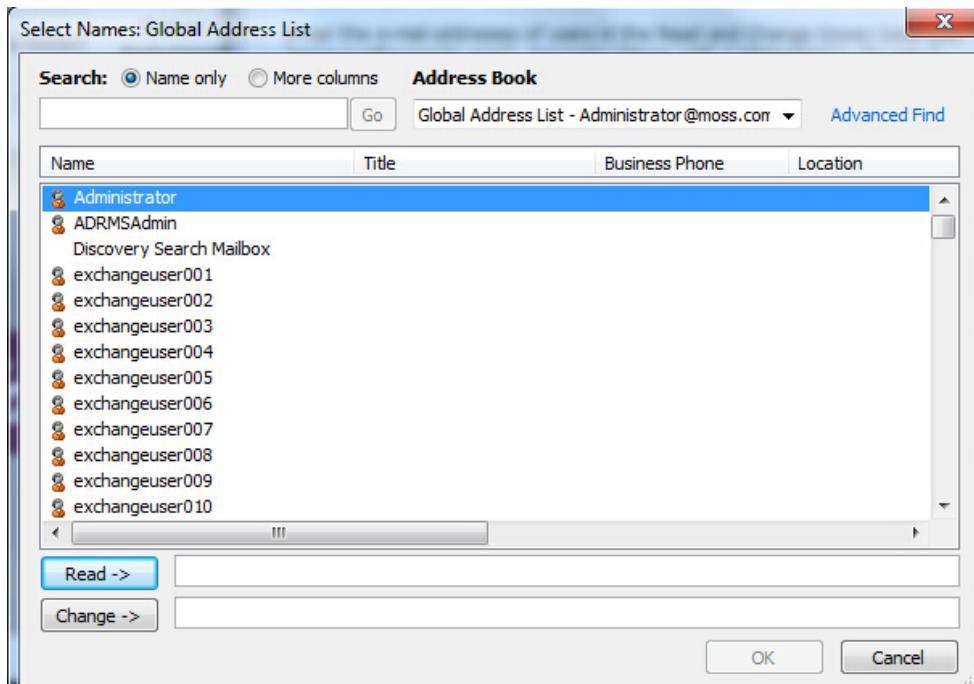 Select Names: Global Address List
Search: Name only More columns Address Book
Go Global Address List - Administrator@moss.com Advanced Find
Name Title Business Phone Location
Administrator
ADRMSAdmin
Discovery Search Mailbox
exchangeuser001
exchangeuser002
exchangeuser003
exchangeuser004
exchangeuser005
exchangeuser006
exchangeuser007
exchangeuser008
exchangeuser009
exchangeuser010
Read ->
Change ->
OK Cancel